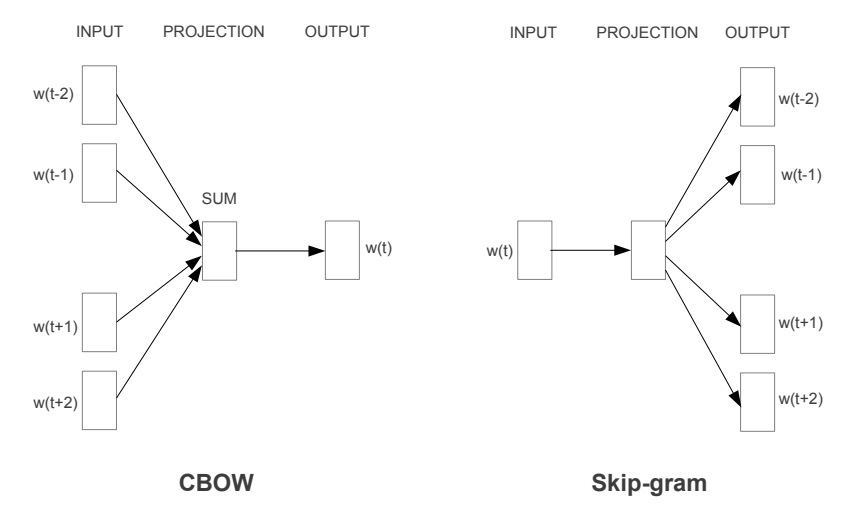 INPUT PROJECTION OUTPUT
w(t-2)
w(t-1)
SUM
w(t)
w(t+1)
w(t+2)
CBOW
INPUT PROJECTION OUTPUT
w(t-2)
w(t-1)
w(t)
w(t+1)
w(t+2)
Skip-gram